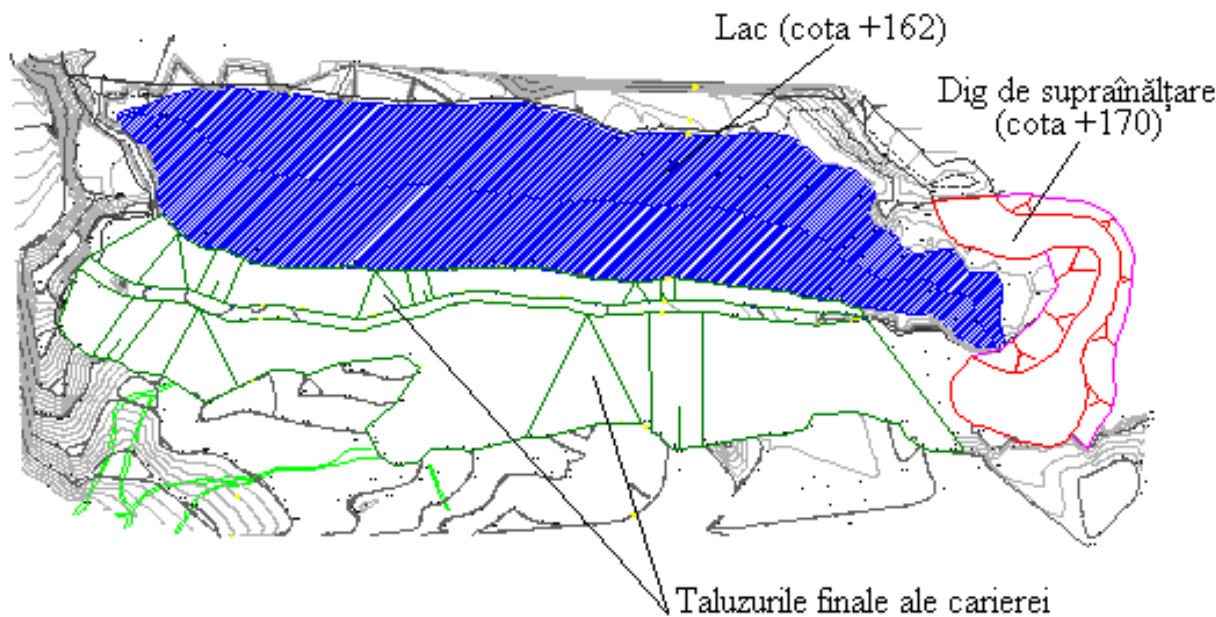 Lac (cota +162)
Dig de supraînălțare
(cota +170)
Taluzurile finale ale carierei